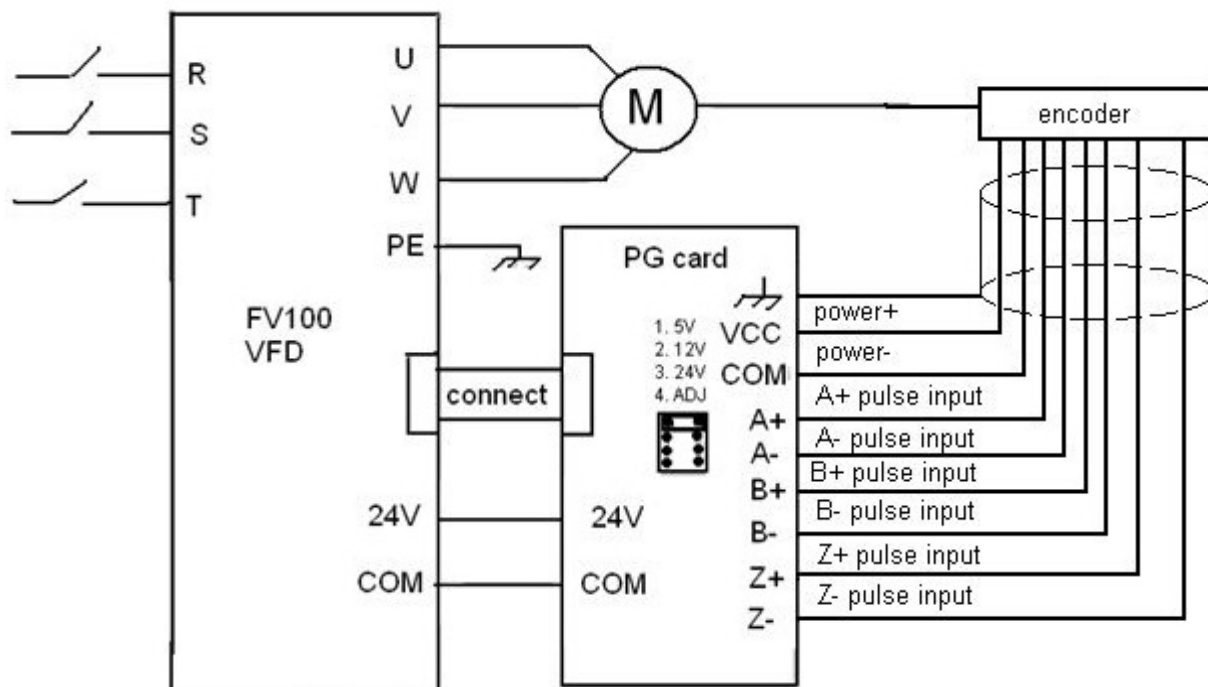 R
S
T
U
V
W
PE
FV100
VFD
24V
COM
M
encoder
connect
PG card
1. 5V
2. 12V
3. 24V
4. ADJ
24V
COM
VCC
COM
A+
A-
B+
B-
Z+
Z-
power+
power-
A+ pulse input
A- pulse input
B+ pulse input
B- pulse input
Z+ pulse input
Z- pulse input